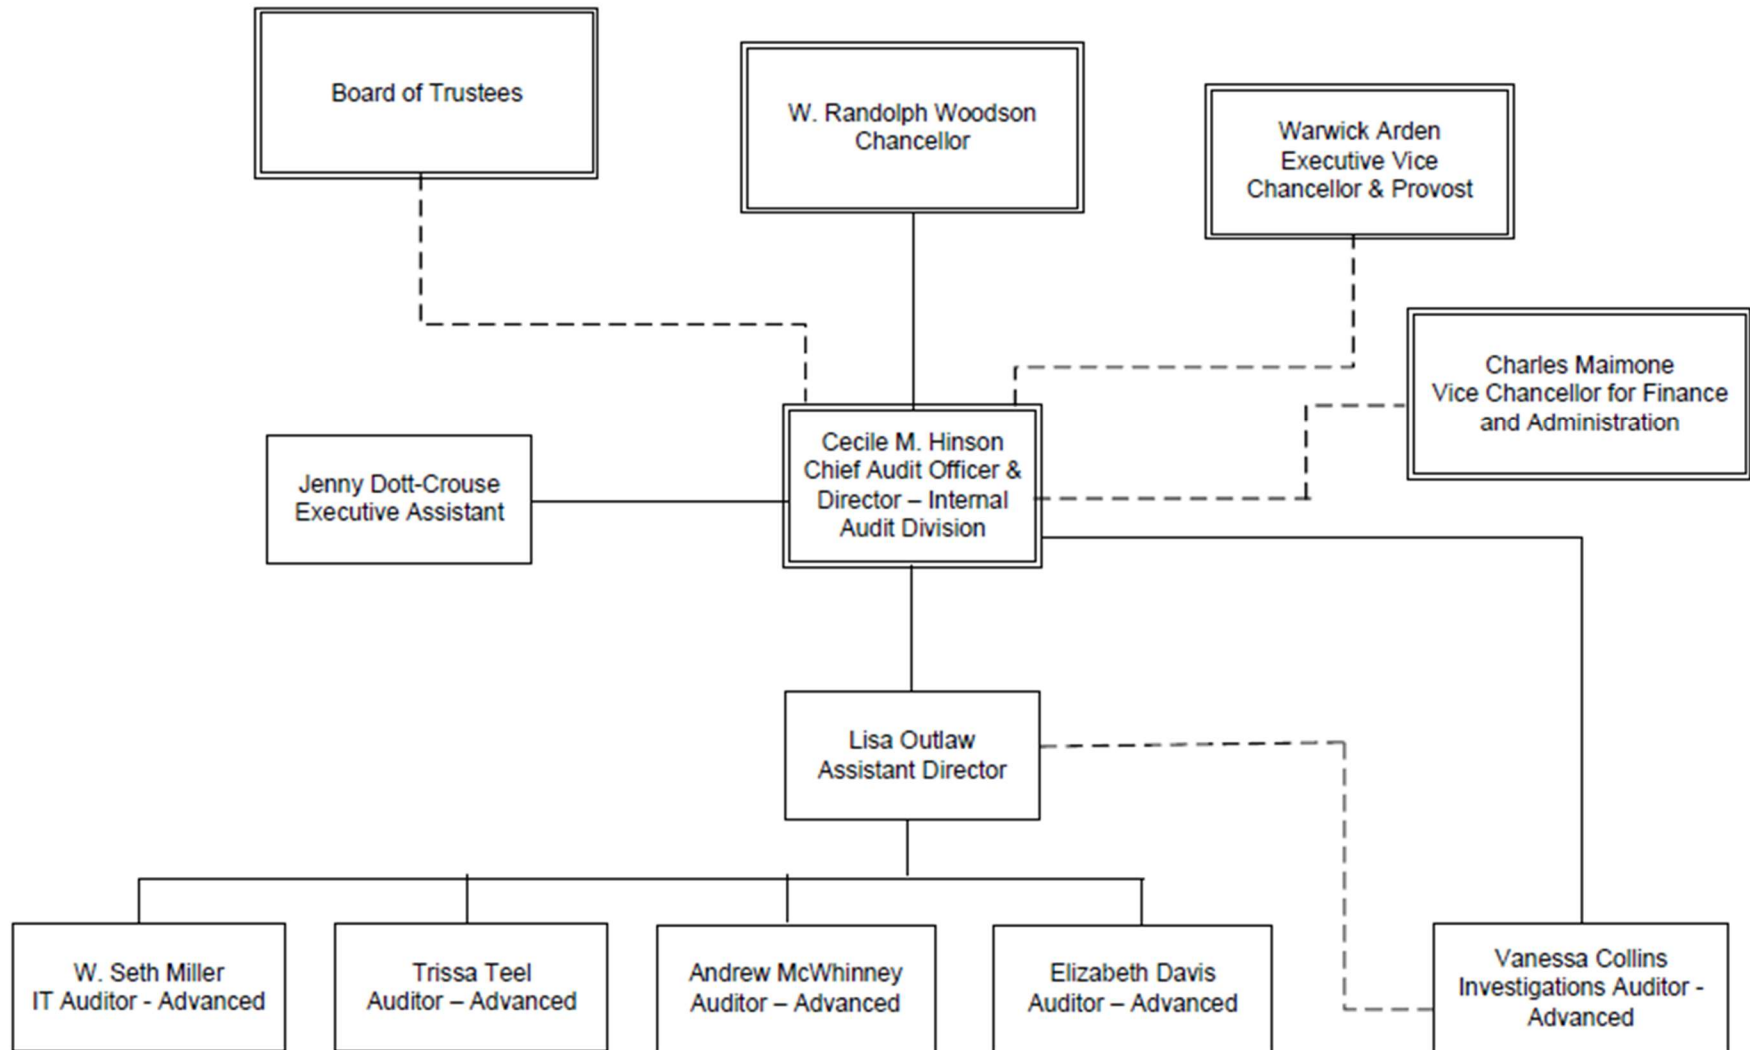 Board of Trustees
W. Randolph Woodson
Chancellor
Warwick Arden
Executive Vice
Chancellor & Provost
Charles Maimone
Vice Chancellor for Finance
and Administration
Cecile M. Hinson
Chief Audit Officer &
Director – Internal
Audit Division
Jenny Dott-Crouse
Executive Assistant
Lisa Outlaw
Assistant Director
W. Seth Miller
IT Auditor - Advanced
Trissa Teel
Auditor – Advanced
Andrew McWhinney
Auditor – Advanced
Elizabeth Davis
Auditor – Advanced
Vanessa Collins
Investigations Auditor -
Advanced